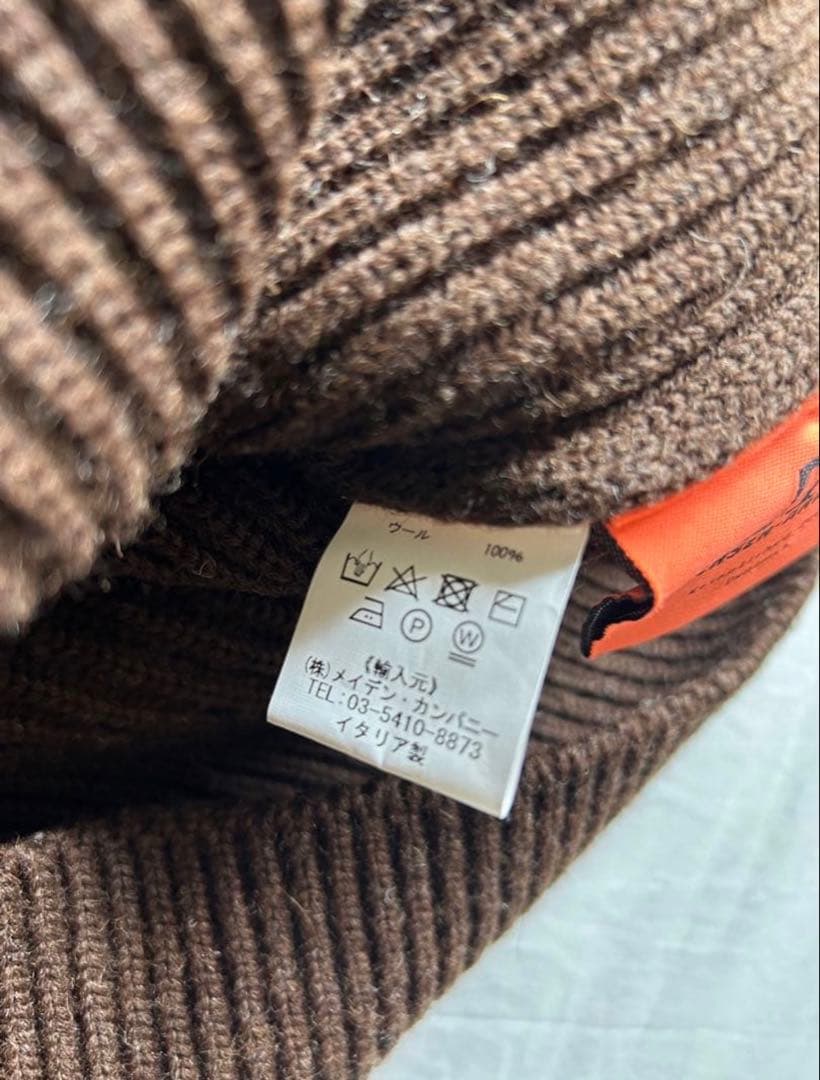 ウール 100%
P W
《輸入元》
(株)メイデン・カンパニー
TEL:03-5410-8873
イタリア製